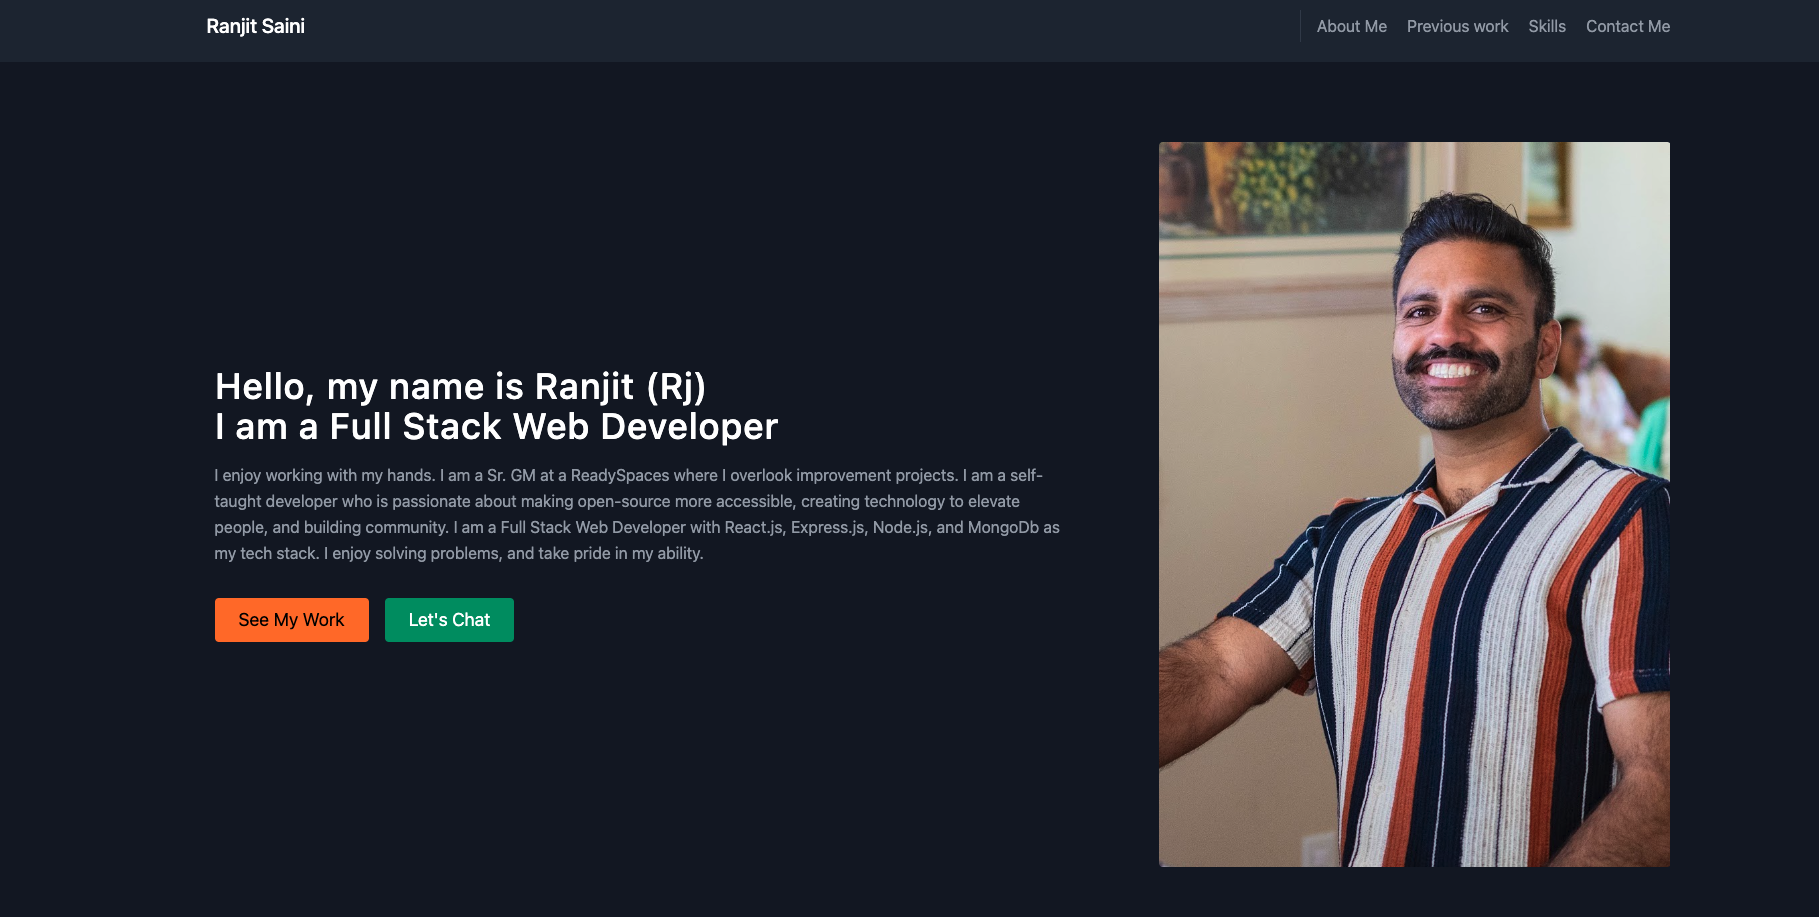 Ranjit Saini
About Me
Previous work
Skills
Contact Me
Hello, my name is Ranjit (Rj)
I am a Full Stack Web Developer
I enjoy working with my hands. I am a Sr. GM at a ReadySpaces where I overlook improvement projects. I am a self-
taught developer who is passionate about making open-source more accessible, creating technology to elevate
people, and building community. I am a Full Stack Web Developer with React.js, Express.js, Node.js, and MongoDb as
my tech stack. I enjoy solving problems, and take pride in my ability.
See My Work
Let's Chat